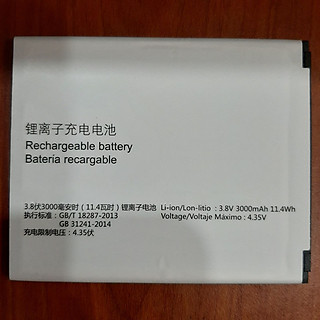 锂离子充电电池
Rechargeable battery
Bateria recargable
3.8伏3000毫安时（11.4瓦时）锂离子电池
执行标准：GB/T 18287-2013
GB 31241-2014
充电限制电压：4.35伏
Li-ion/Lon-litio : 3.8V 3000mAh 11.4Wh
Voltage/Voltaje Máximo : 4.35V